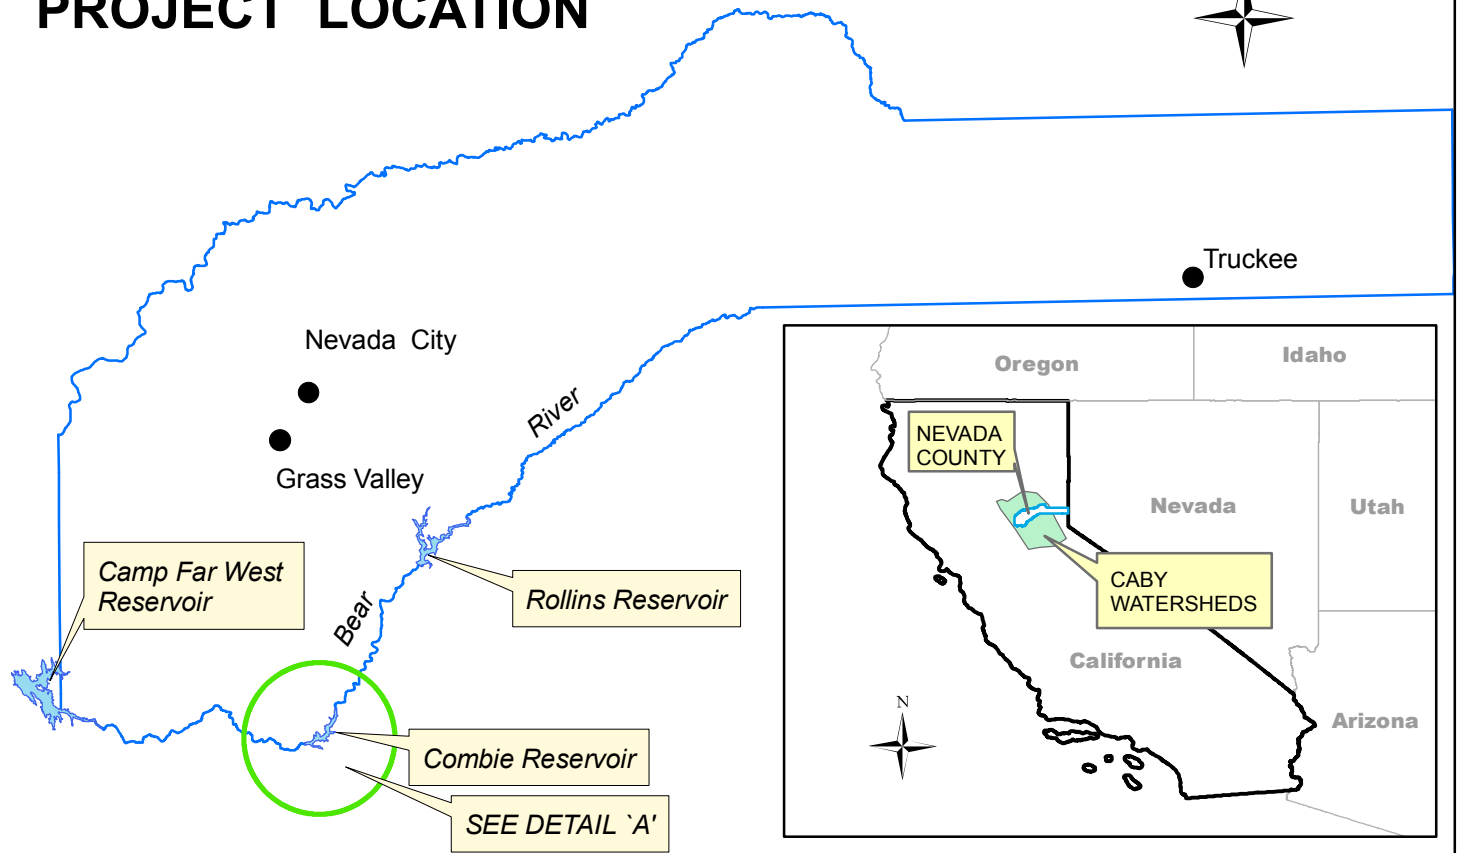 PROJECT LOCATION
Truckee
Nevada City
Grass Valley
River
Bear
Camp Far West
Reservoir
Rollins Reservoir
Combie Reservoir
SEE DETAIL `A'
Oregon
Idaho
NEVADA
COUNTY
Nevada
Utah
CABY
WATERSHEDS
California
Arizona
N